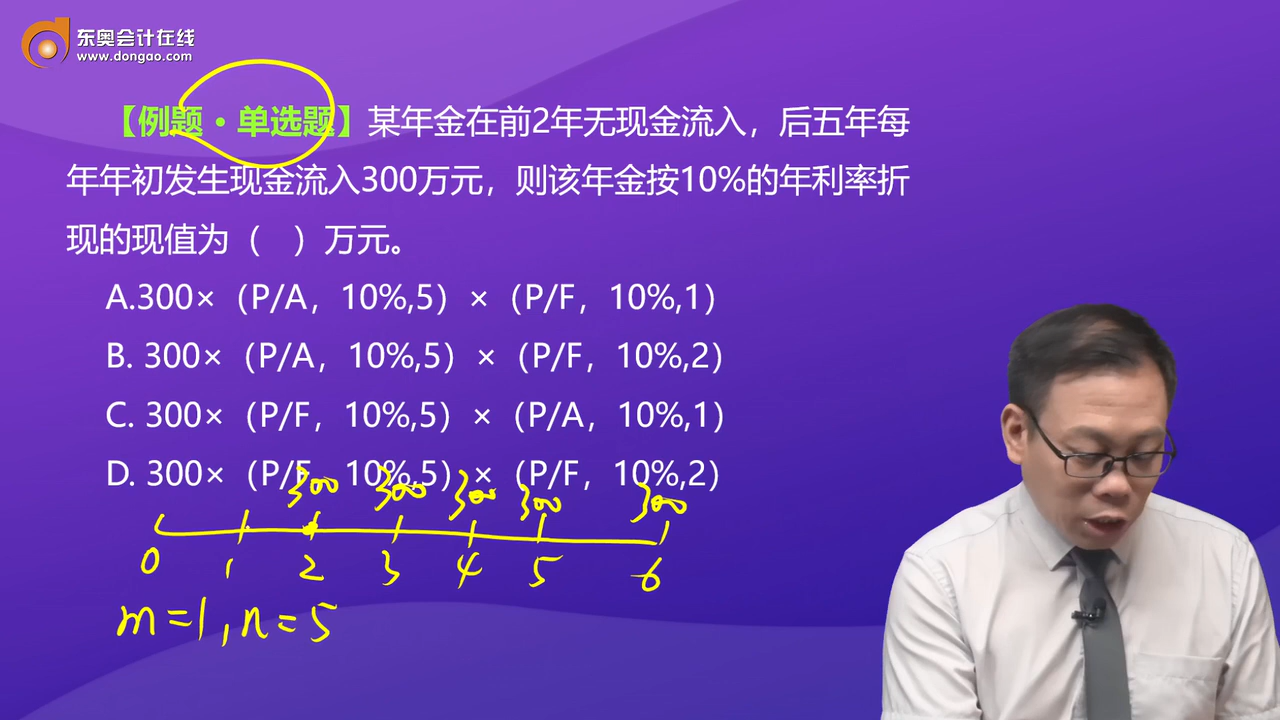 东奥会计在线
www.dongao.com
【例题·单选题】某年金在前2年无现金流入，后五年每
年年初发生现金流入300万元，则该年金按10%的年利率折
现的现值为（ ）万元。
A.300×（P/A，10%,5）×（P/F，10%,1）
B. 300×（P/A，10%,5）×（P/F，10%,2）
C. 300×（P/F，10%,5）×（P/A，10%,1）
D. 300×（P/F，10%,5）×（P/F，10%,2）
300 300 300 300 300
0 1 2 3 4 5 6
m=1,n=5